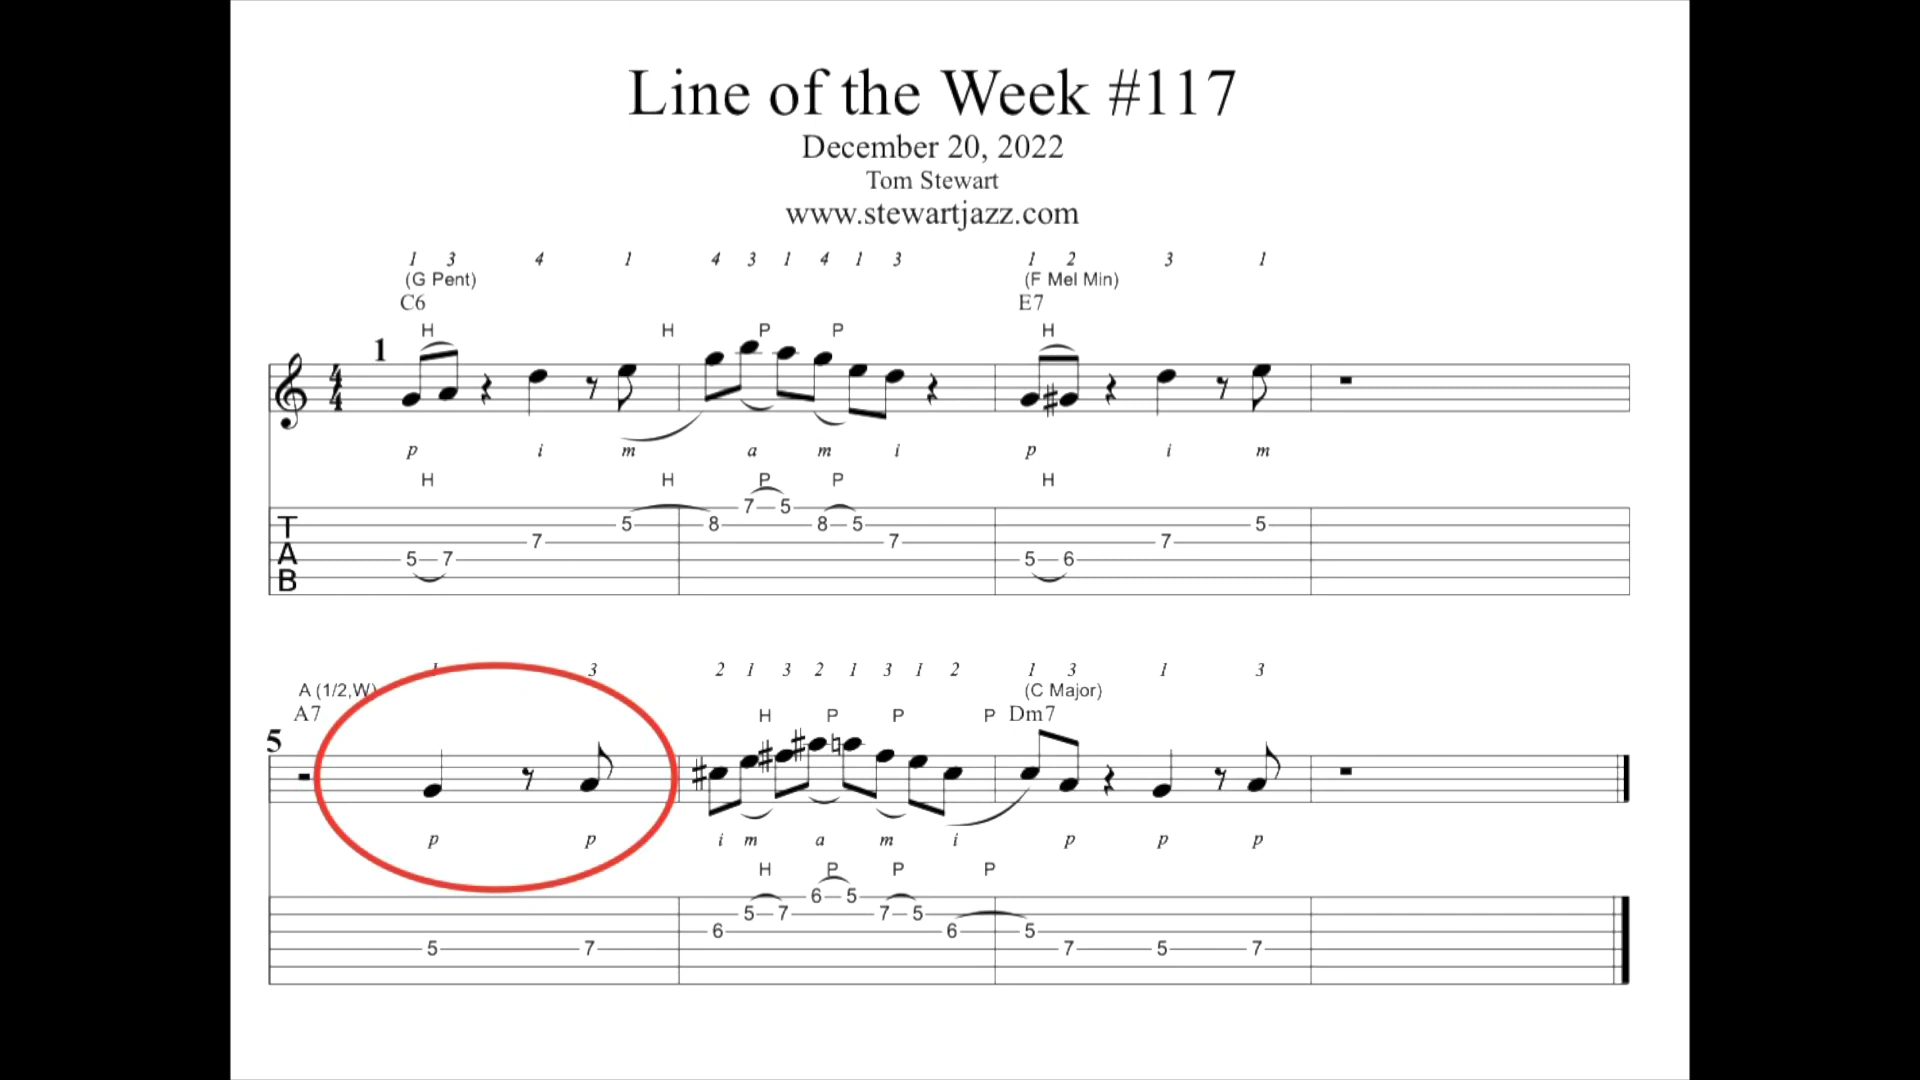 Line of the Week #117
December 20, 2022
Tom Stewart
www.stewartjazz.com
1 3 4 1 4 3 1 4 1 3 1 2 3 1
(G Pent) (F Mel Min)
C6 E7
H H P P H
1
4
4
p i m a m i p i m
H H P P H
T
A
B
7 5
5 8 8 5 5
7 7 7
5 7 5 6
1 3 2 1 3 2 1 3 1 2 1 3 1 3
A (1/2,W) (C Major)
A7 H P P P Dm7
5
p p i m a m i p p p
H P P P
6 5
5 7 7 5
6 6 5
5 7 7 5 7